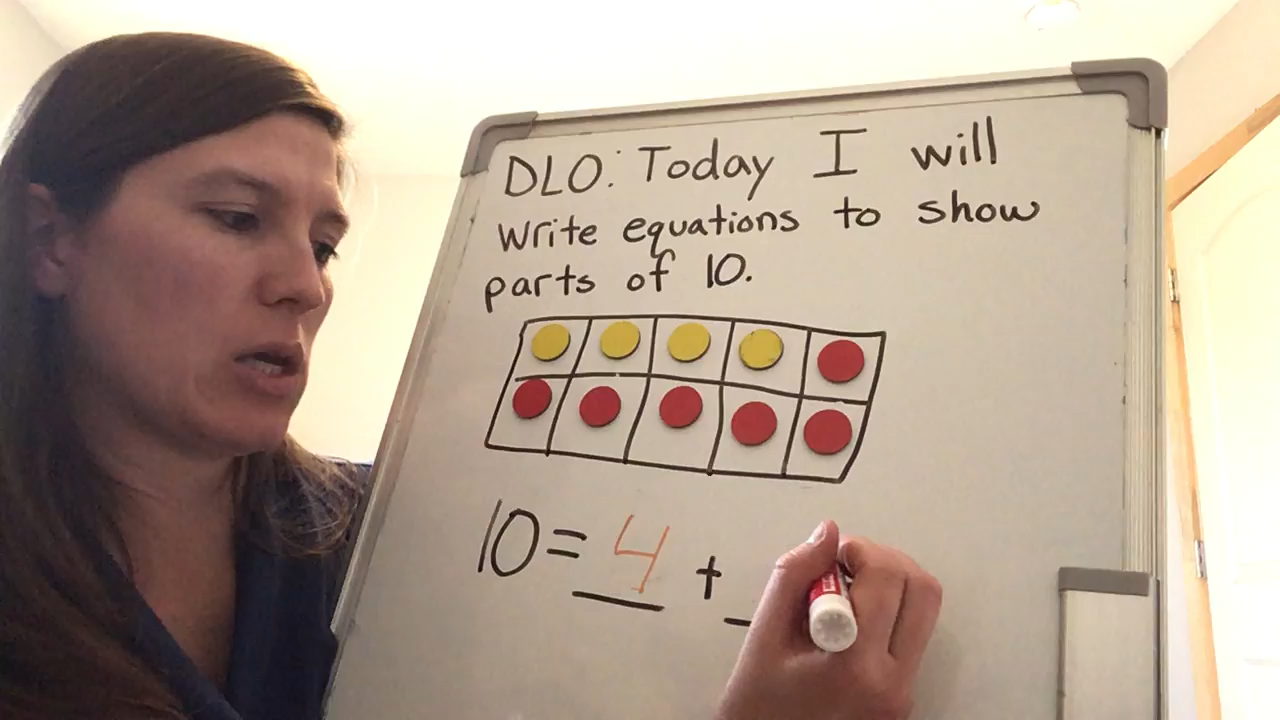 DLO: Today I will
write equations to show
parts of 10.
10 = 4 +